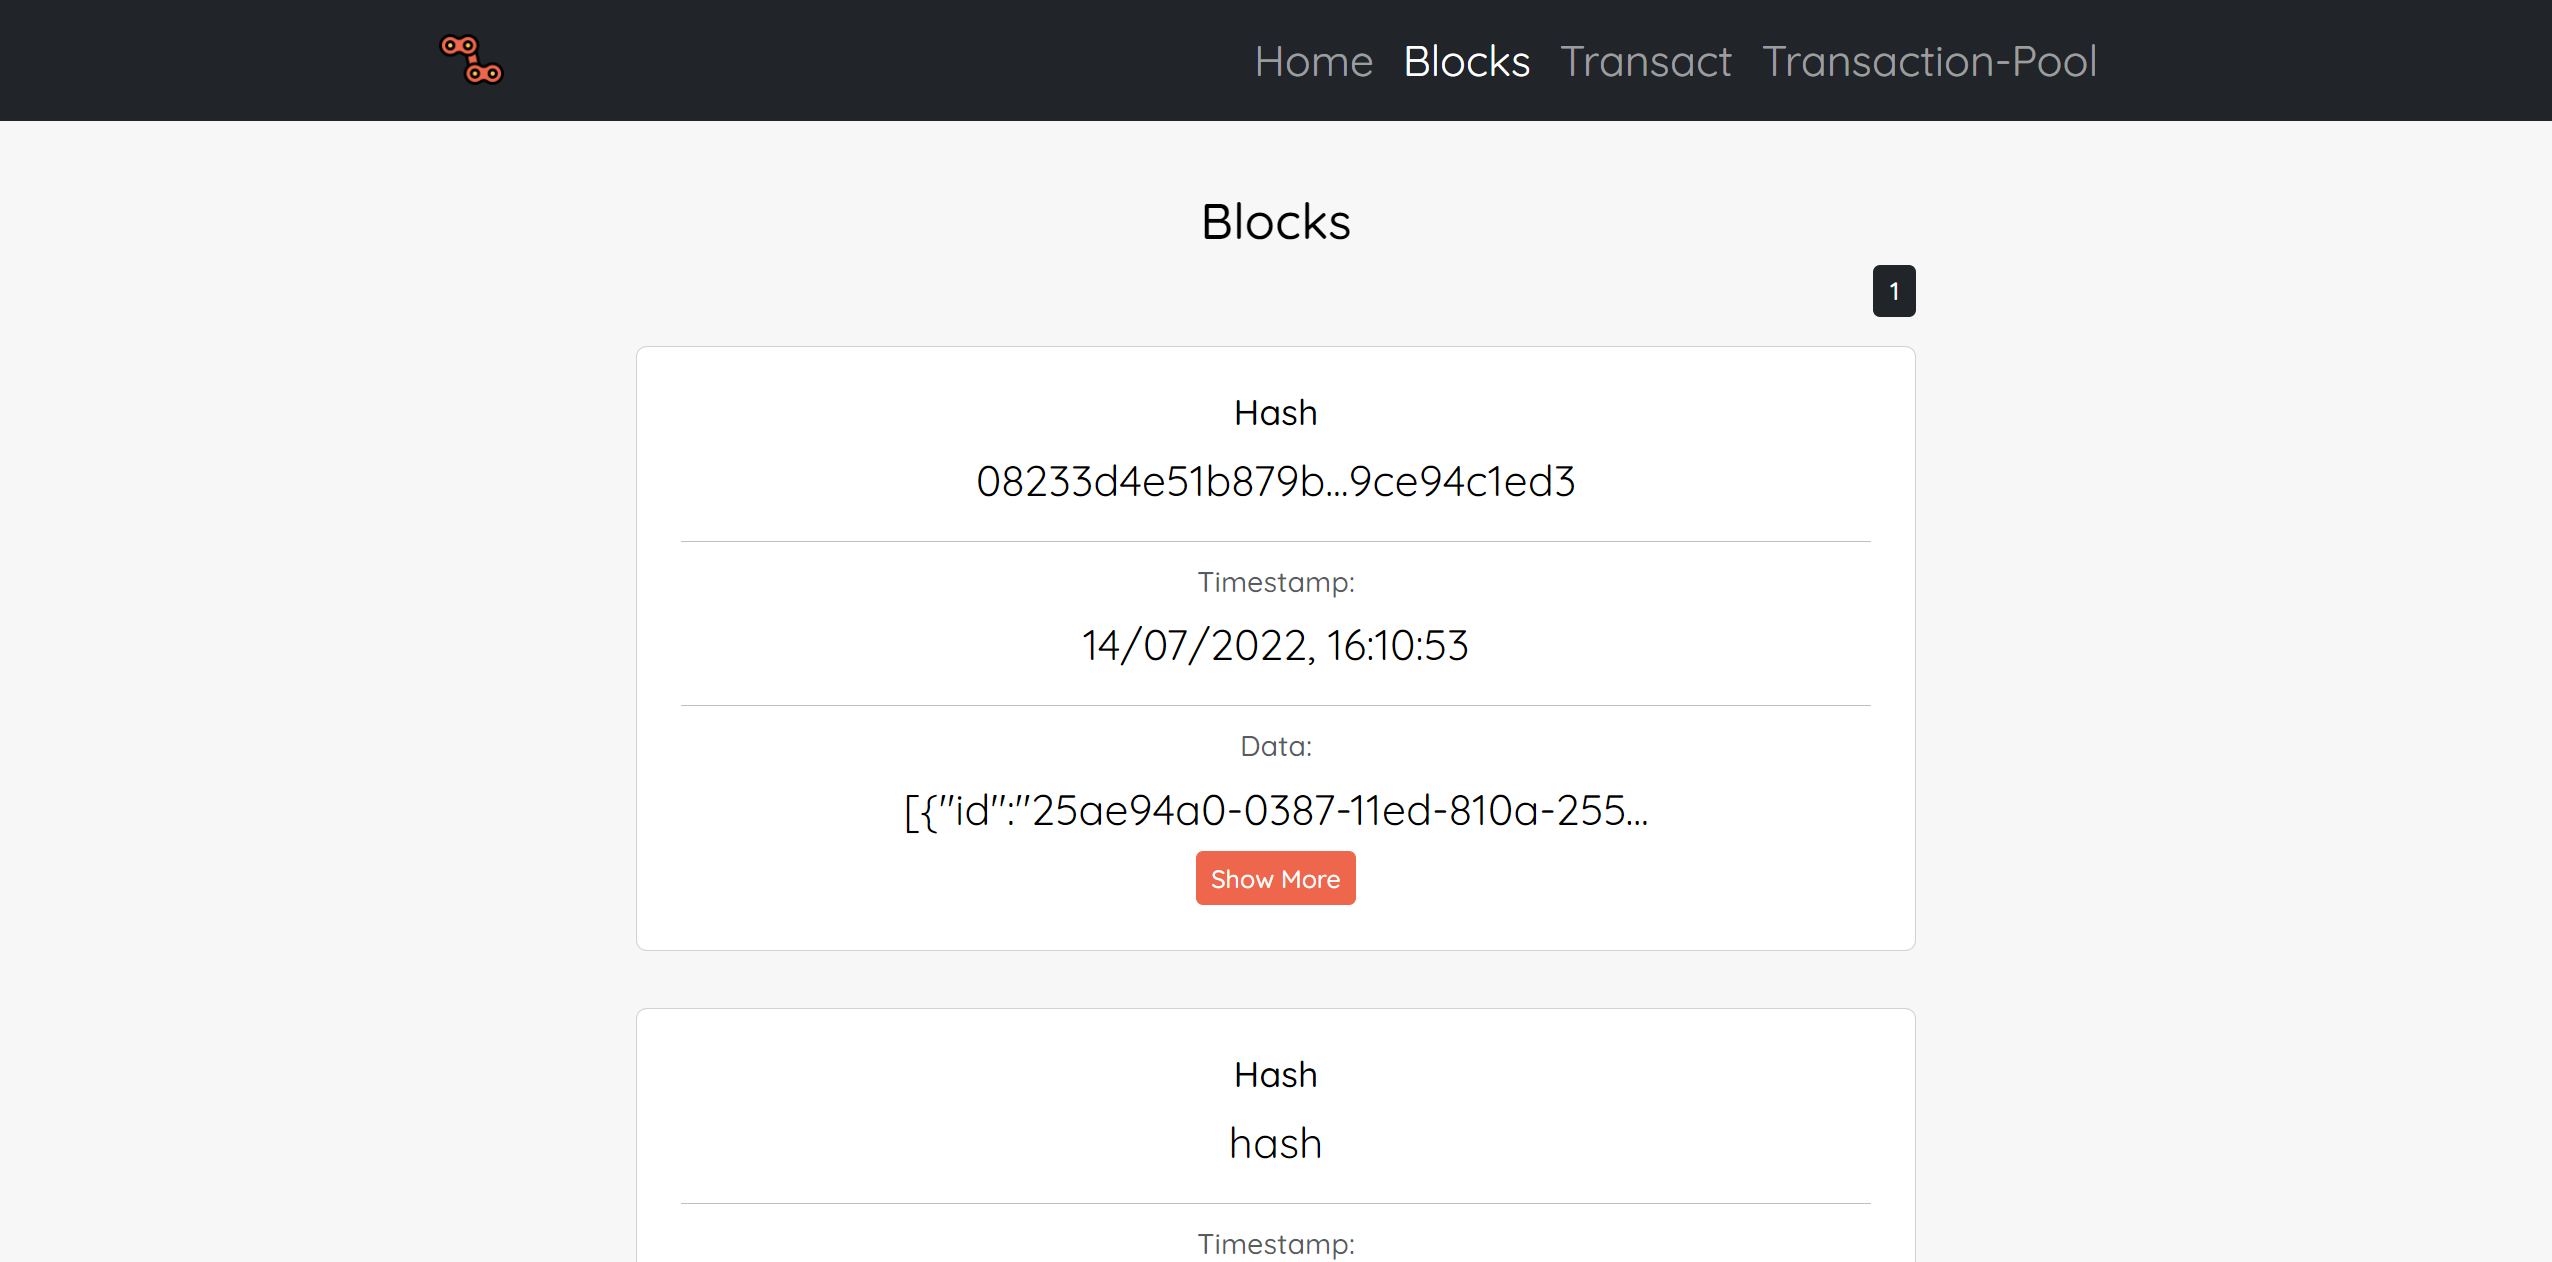 Home Blocks Transact Transaction-Pool
Blocks
1
Hash
08233d4e51b879b...9ce94c1ed3
Timestamp:
14/07/2022, 16:10:53
Data:
[{"id":"25ae94a0-0387-11ed-810a-255...
Show More
Hash
hash
Timestamp: